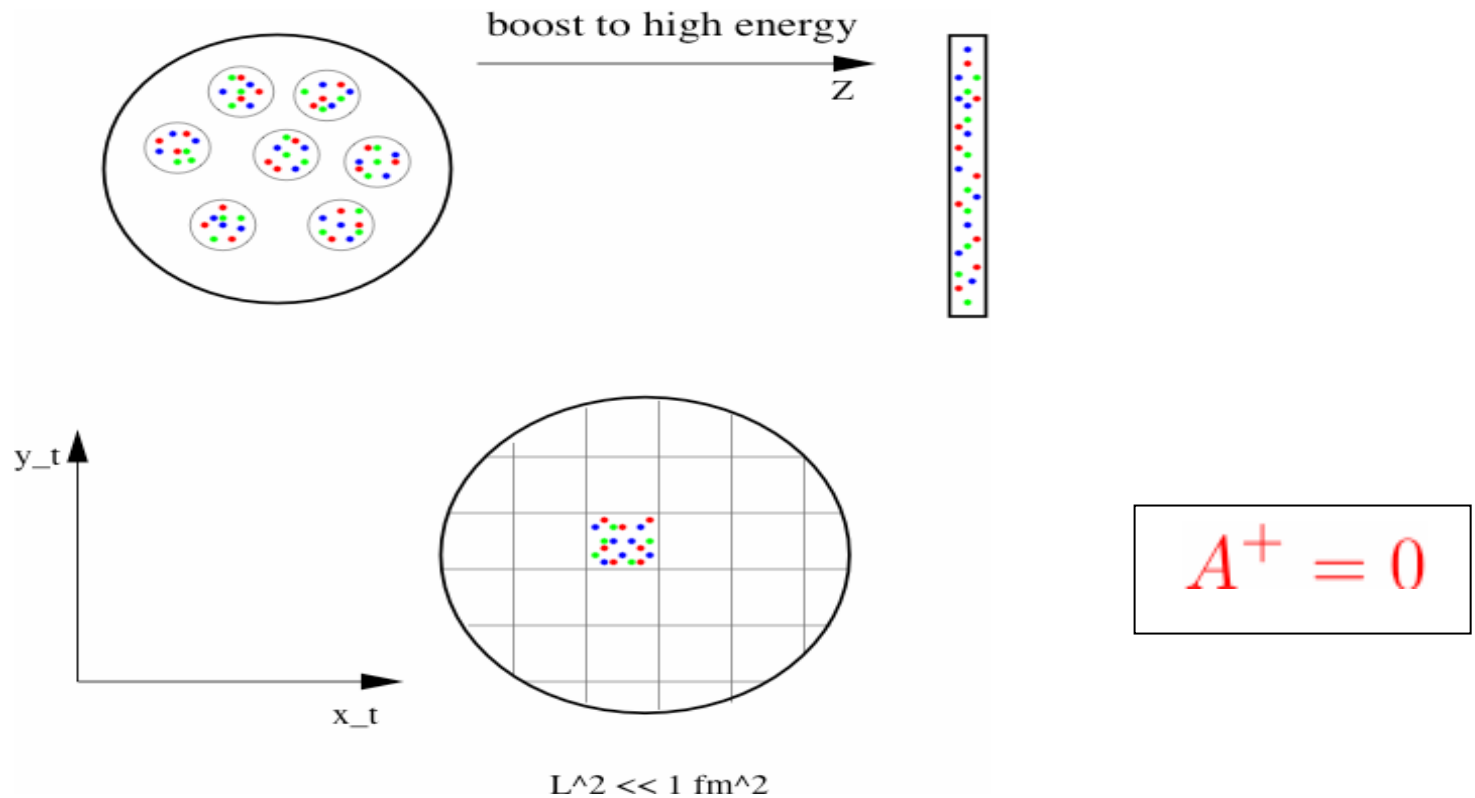 boost to high energy
Z
y_t
x_t
A^+ = 0
L^2 << 1 fm^2